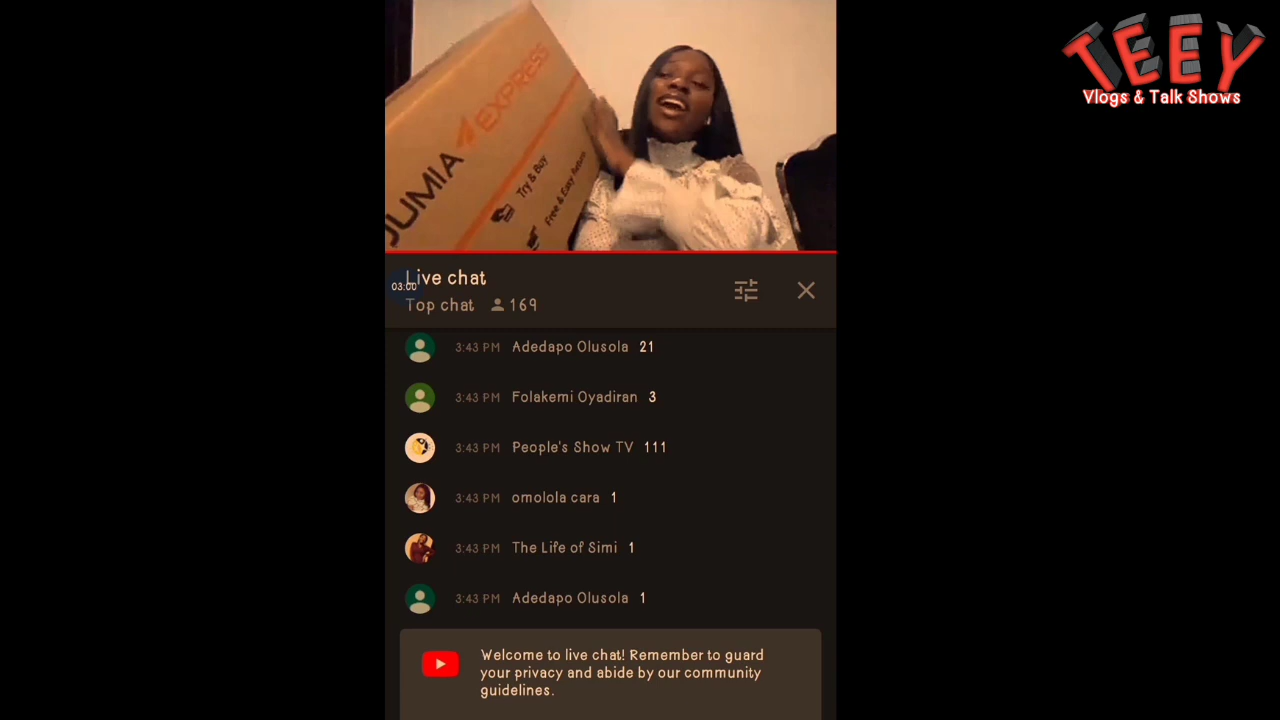 TEEY
Vlogs & Talk Shows
JUMIA EXPRESS
Try & Buy
Free & Easy Return
Live chat
03:00
Top chat 169
3:43 PM Adedapo Olusola 21
3:43 PM Folakemi Oyadiran 3
3:43 PM People's Show TV 111
3:43 PM omolola cara 1
3:43 PM The Life of Simi 1
3:43 PM Adedapo Olusola 1
Welcome to live chat! Remember to guard
your privacy and abide by our community
guidelines.